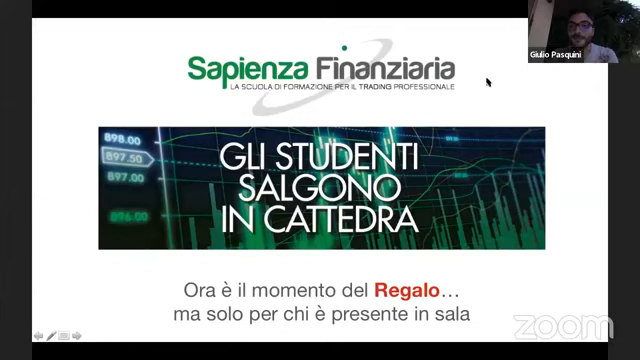 Sapienza Finanziaria
LA SCUOLA DI FORMAZIONE PER IL TRADING PROFESSIONALE
Giulio Pasquini
898.00
897.50
897.00
896.00
GLI STUDENTI
SALGONO
IN CATTEDRA
Ora è il momento del Regalo...
ma solo per chi è presente in sala
zoom